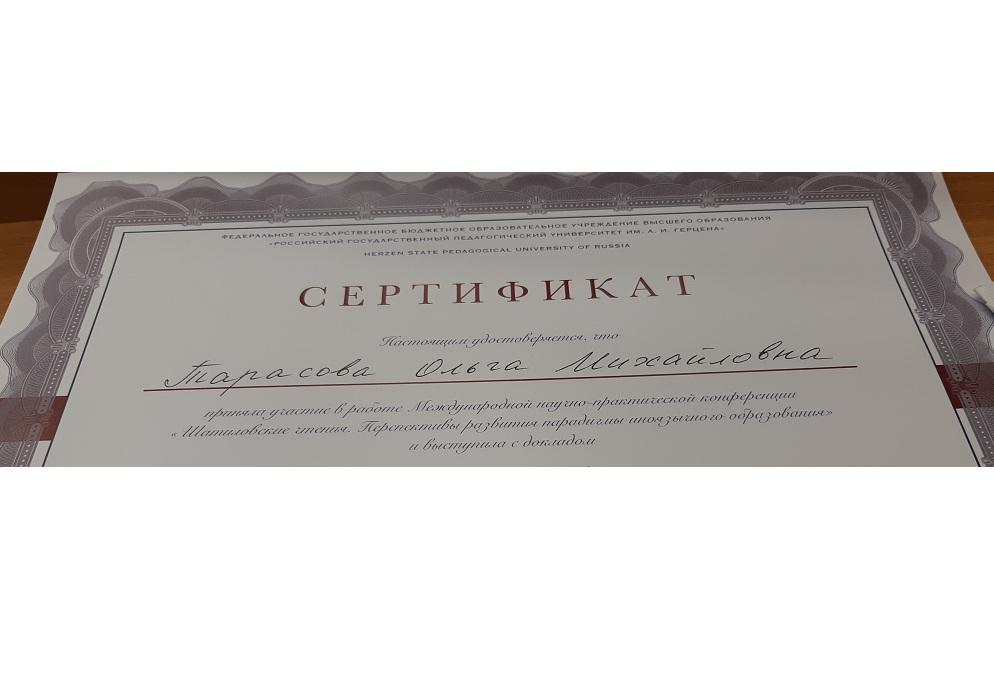 ФЕДЕРАЛЬНОЕ ГОСУДАРСТВЕННОЕ БЮДЖЕТНОЕ ОБРАЗОВАТЕЛЬНОЕ УЧРЕЖДЕНИЕ ВЫСШЕГО ОБРАЗОВАНИЯ
«РОССИЙСКИЙ ГОСУДАРСТВЕННЫЙ ПЕДАГОГИЧЕСКИЙ УНИВЕРСИТЕТ ИМ. А. И. ГЕРЦЕНА»
HERZEN STATE PEDAGOGICAL UNIVERSITY OF RUSSIA
СЕРТИФИКАТ
Настоящим удостоверяется, что
Тарасова Ольга Михайловна
приняла участие в работе Международной научно-практической конференции
«Шатиловские чтения. Перспективы развития парадигмы иноязычного образования»
и выступила с докладом